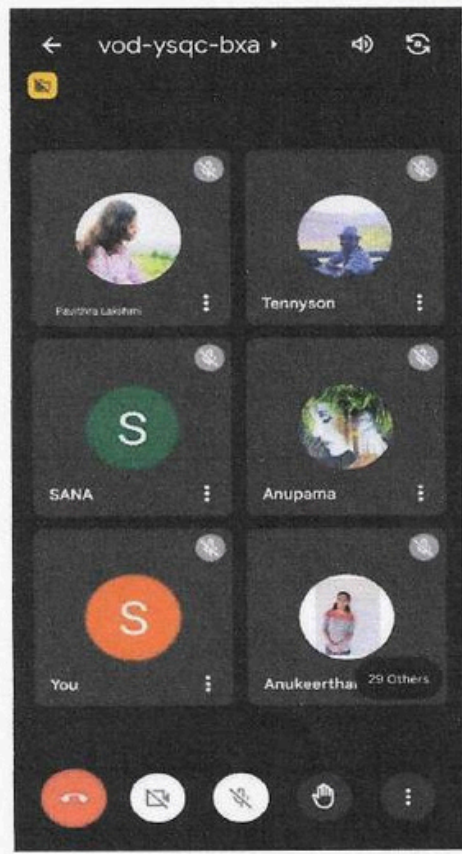 vod-ysqc-bxa
Pavithra Lakshmi
Tennyson
S
SANA
Anupama
S
You
Anukeertha
29 Others